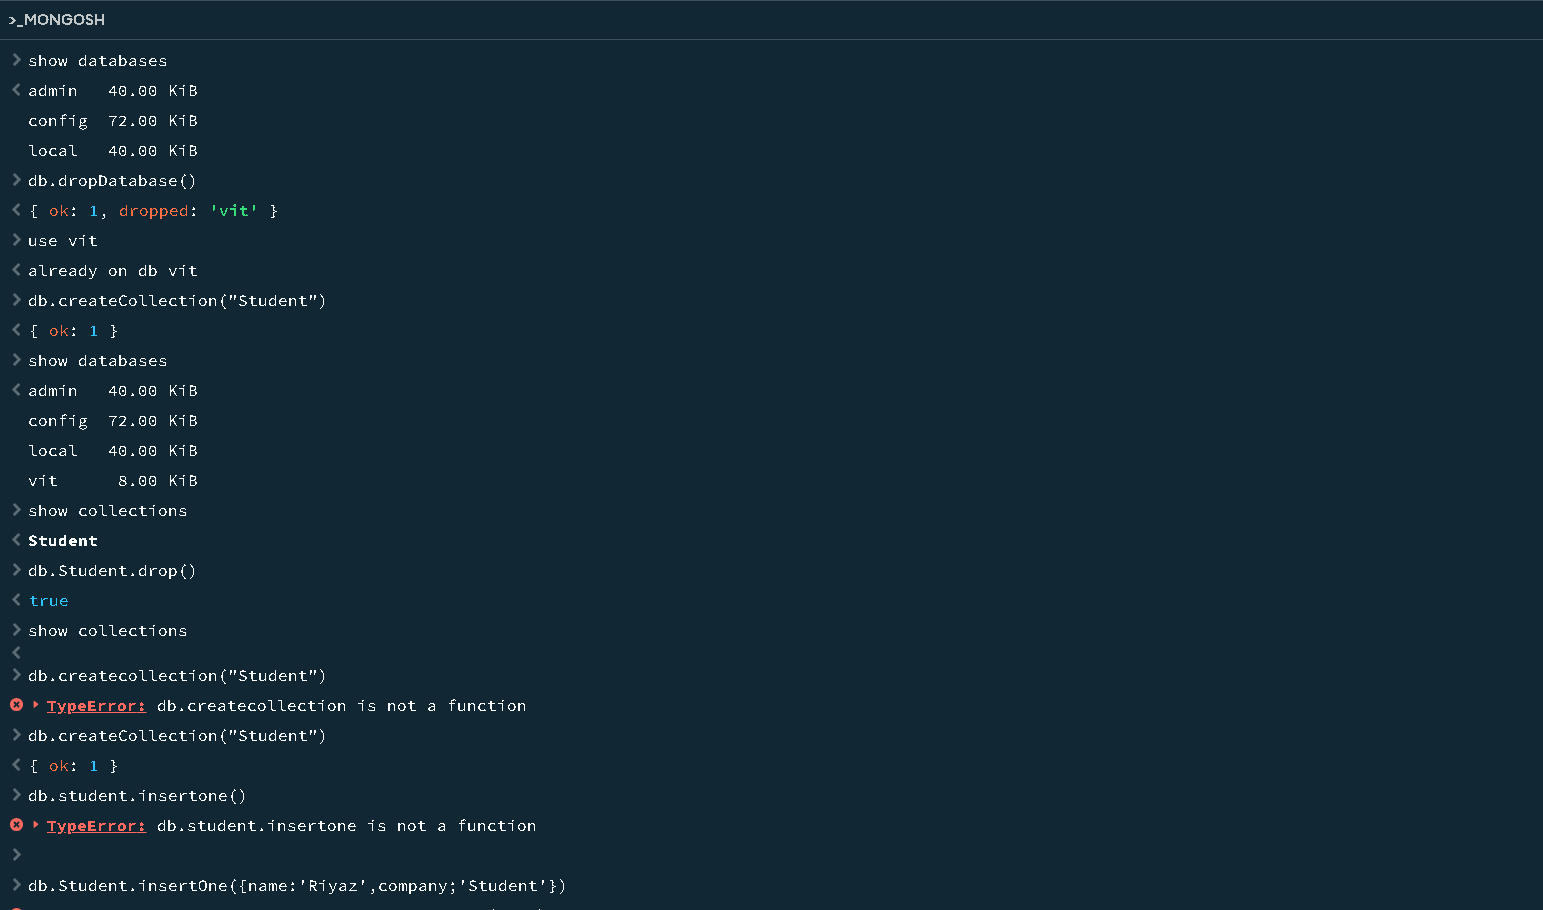 >_MONGOSH
show databases
admin 40.00 KiB
config 72.00 KiB
local 40.00 KiB
db.dropDatabase()
{ ok: 1, dropped: 'vit' }
use vit
already on db vit
db.createCollection("Student")
{ ok: 1 }
show databases
admin 40.00 KiB
config 72.00 KiB
local 40.00 KiB
vit 8.00 KiB
show collections
Student
db.Student.drop()
true
show collections
db.createcollection("Student")
TypeError: db.createcollection is not a function
db.createCollection("Student")
{ ok: 1 }
db.student.insertone()
TypeError: db.student.insertone is not a function
db.Student.insertOne({name:'Riyaz',company;'Student'})